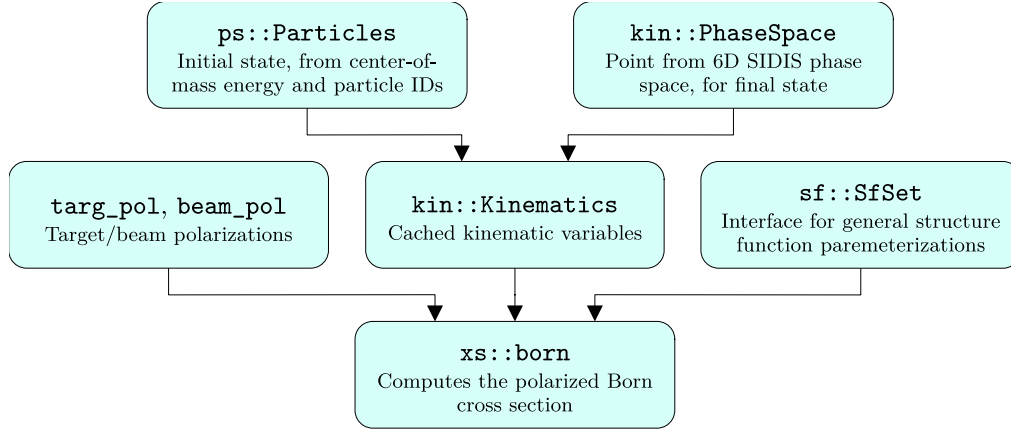 ps::Particles
Initial state, from center-of-
mass energy and particle IDs
kin::PhaseSpace
Point from 6D SIDIS phase
space, for final state
targ_pol, beam_pol
Target/beam polarizations
kin::Kinematics
Cached kinematic variables
sf::SfSet
Interface for general structure
function paremeterizations
xs::born
Computes the polarized Born
cross section